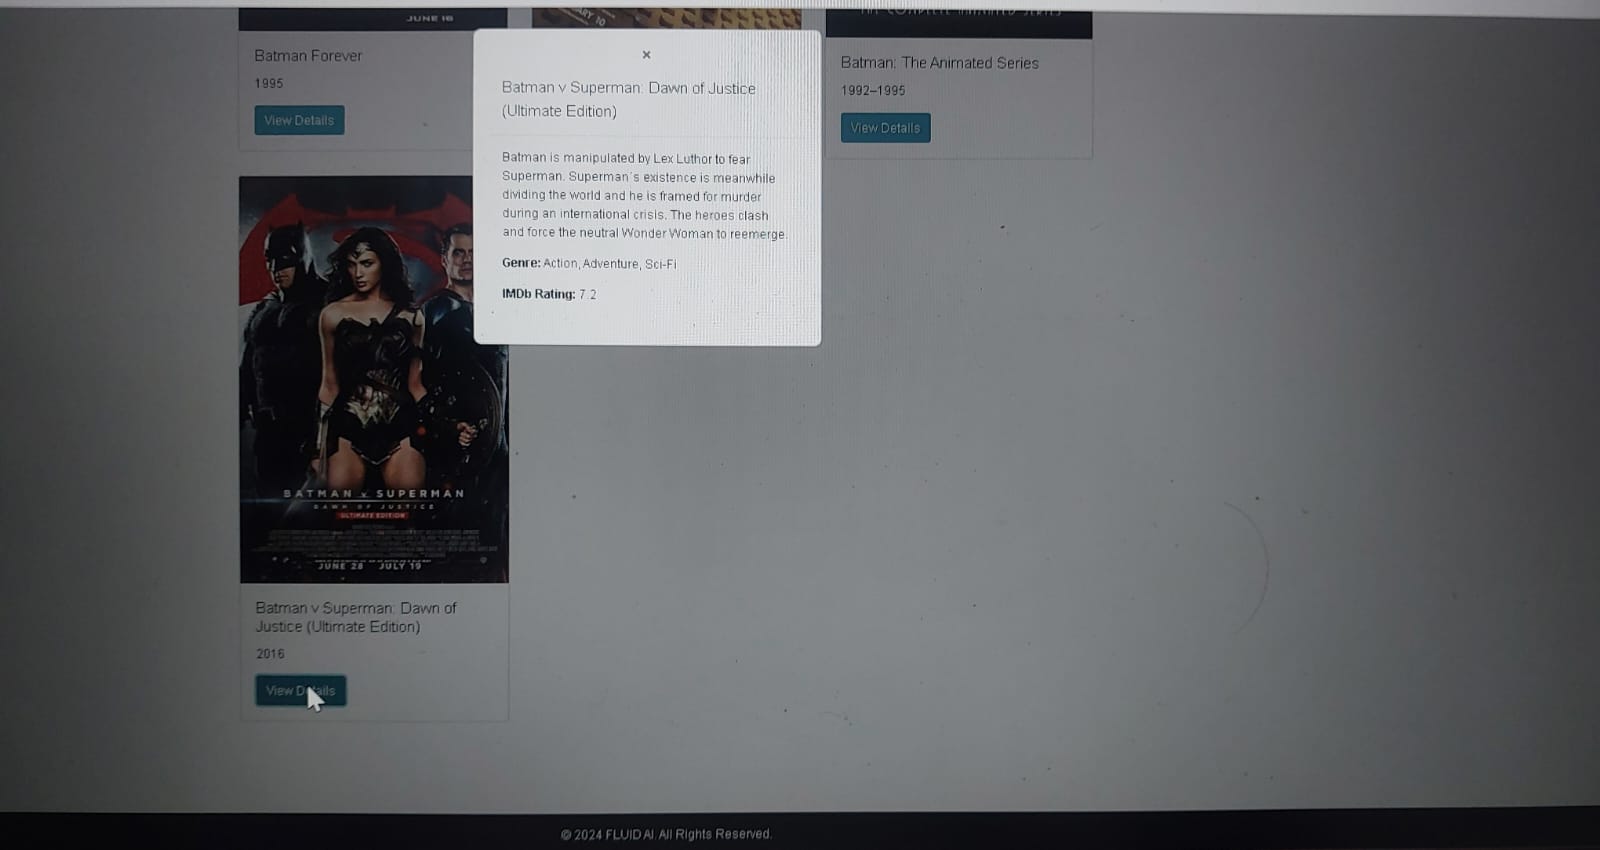 JUNE 16
ARY 10
Batman Forever
1995
View Details
×
Batman v Superman: Dawn of Justice
(Ultimate Edition)
Batman is manipulated by Lex Luthor to fear
Superman. Superman´s existence is meanwhile
dividing the world and he is framed for murder
during an international crisis. The heroes clash
and force the neutral Wonder Woman to reemerge.
Genre: Action, Adventure, Sci-Fi
IMDb Rating: 7.2
Batman: The Animated Series
1992–1995
View Details
BATMAN v SUPERMAN
DAWN OF JUSTICE
ULTIMATE EDITION
JUNE 28 JULY 19
Batman v Superman: Dawn of
Justice (Ultimate Edition)
2016
View Details
© 2024 FLUID AI. All Rights Reserved.